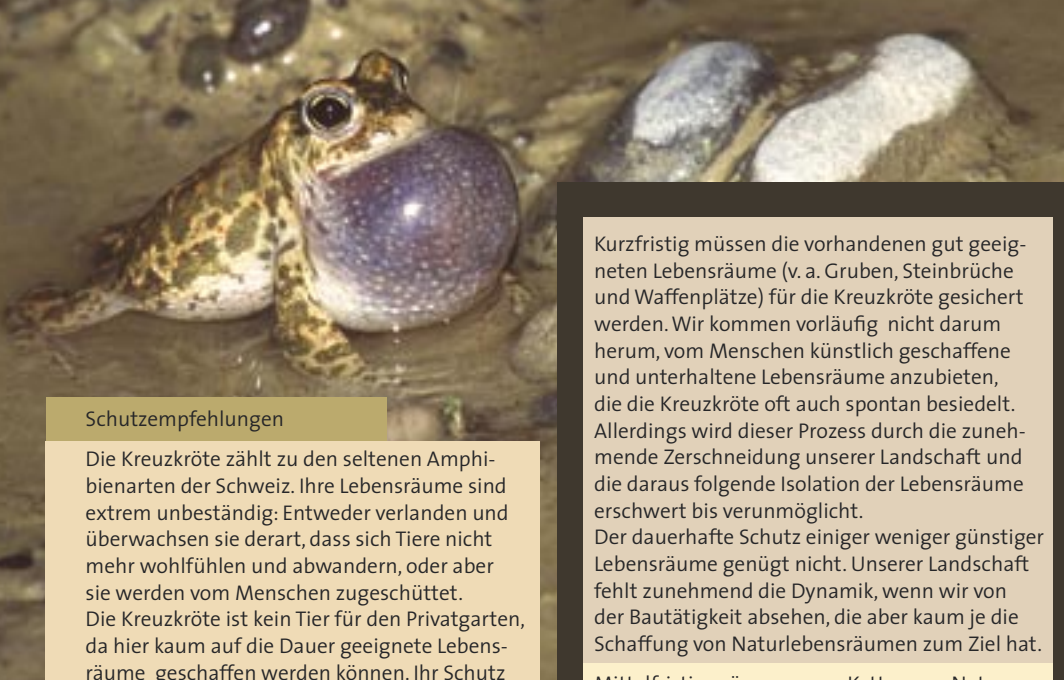 Schutzempfehlungen
Die Kreuzkröte zählt zu den seltenen Amphi-
bienarten der Schweiz. Ihre Lebensräume sind
extrem unbeständig: Entweder verlanden und
überwachsen sie derart, dass sich Tiere nicht
mehr wohlfühlen und abwandern, oder aber
sie werden vom Menschen zugeschüttet.
Die Kreuzkröte ist kein Tier für den Privatgarten,
da hier kaum auf die Dauer geeignete Lebens-
räume geschaffen werden können. Ihr Schutz
Kurzfristig müssen die vorhandenen gut geeig-
neten Lebensräume (v. a. Gruben, Steinbrüche
und Waffenplätze) für die Kreuzkröte gesichert
werden. Wir kommen vorläufig nicht darum
herum, vom Menschen künstlich geschaffene
und unterhaltene Lebensräume anzubieten,
die die Kreuzkröte oft auch spontan besiedelt.
Allerdings wird dieser Prozess durch die zuneh-
mende Zerschneidung unserer Landschaft und
die daraus folgende Isolation der Lebensräume
erschwert bis verunmöglicht.
Der dauerhafte Schutz einiger weniger günstiger
Lebensräume genügt nicht. Unserer Landschaft
fehlt zunehmend die Dynamik, wenn wir von
der Bautätigkeit absehen, die aber kaum je die
Schaffung von Naturlebensräumen zum Ziel hat.